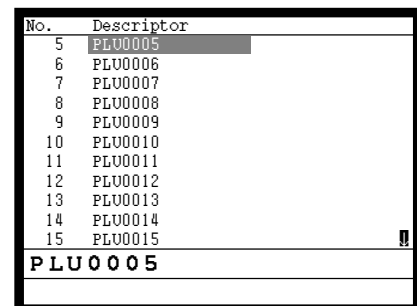 No. Descriptor
5 PLU0005
6 PLU0006
7 PLU0007
8 PLU0008
9 PLU0009
10 PLU0010
11 PLU0011
12 PLU0012
13 PLU0013
14 PLU0014
15 PLU0015
PLU0005